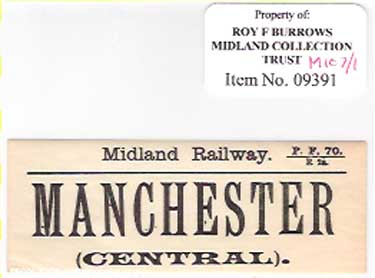 Property of:
ROY F BURROWS
MIDLAND COLLECTION
TRUST
M10 7/1
Item No. 09391
Midland Railway. P. F. 70.
MANCHESTER
(CENTRAL).